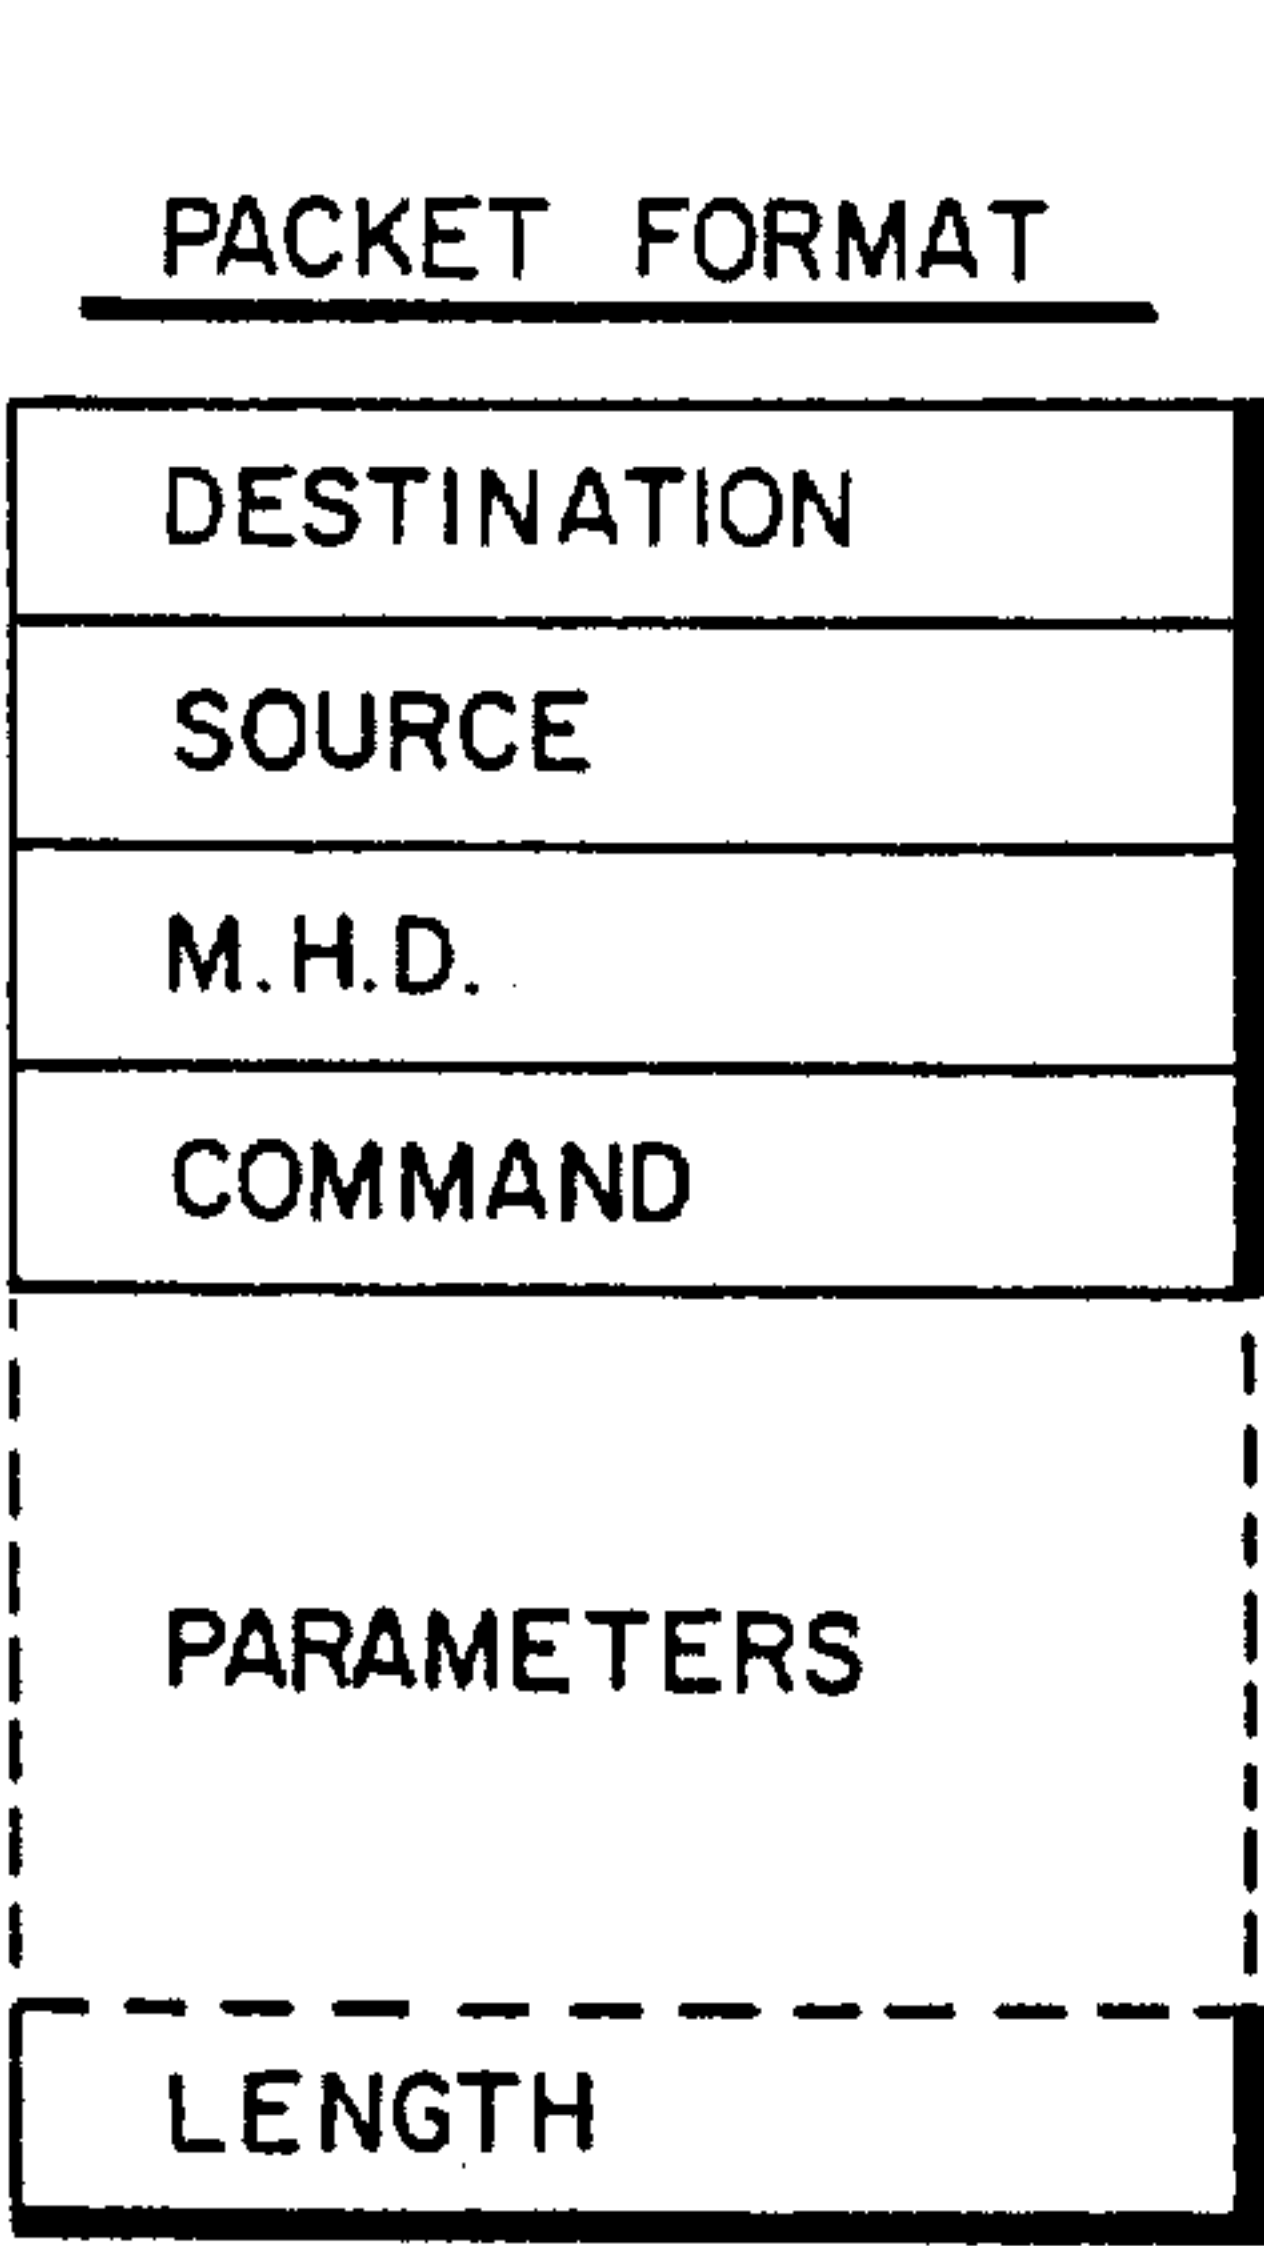 PACKET FORMAT
DESTINATION
SOURCE
M.H.D.
COMMAND
PARAMETERS
LENGTH